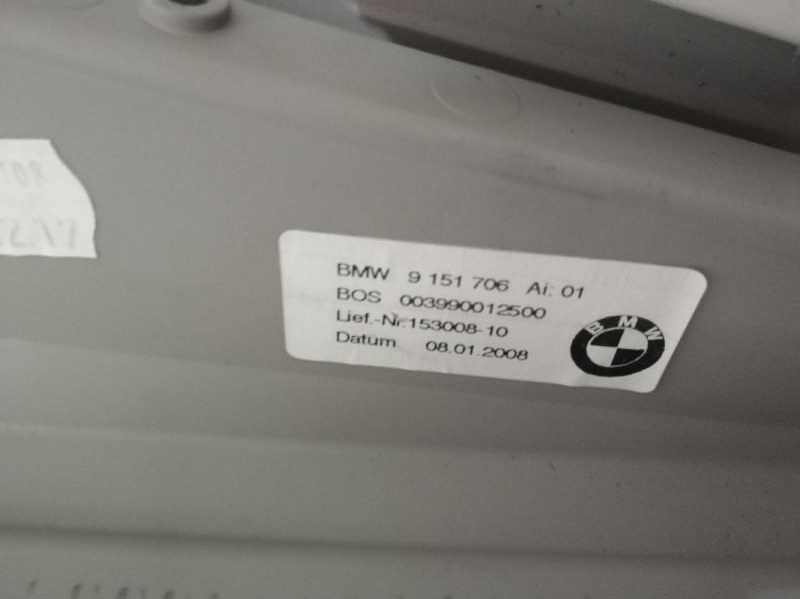 BMW 9 151 706 Ai: 01
BOS 003990012500
Lief.-Nr.153008-10
Datum 08.01.2008
BMW